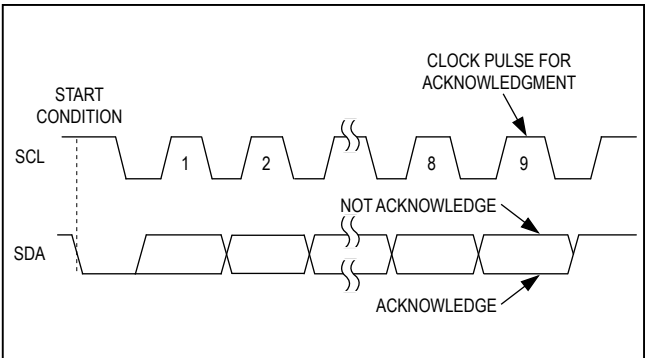 CLOCK PULSE FOR
ACKNOWLEDGMENT
START
CONDITION
SCL
1
2
8
9
NOT ACKNOWLEDGE
SDA
ACKNOWLEDGE